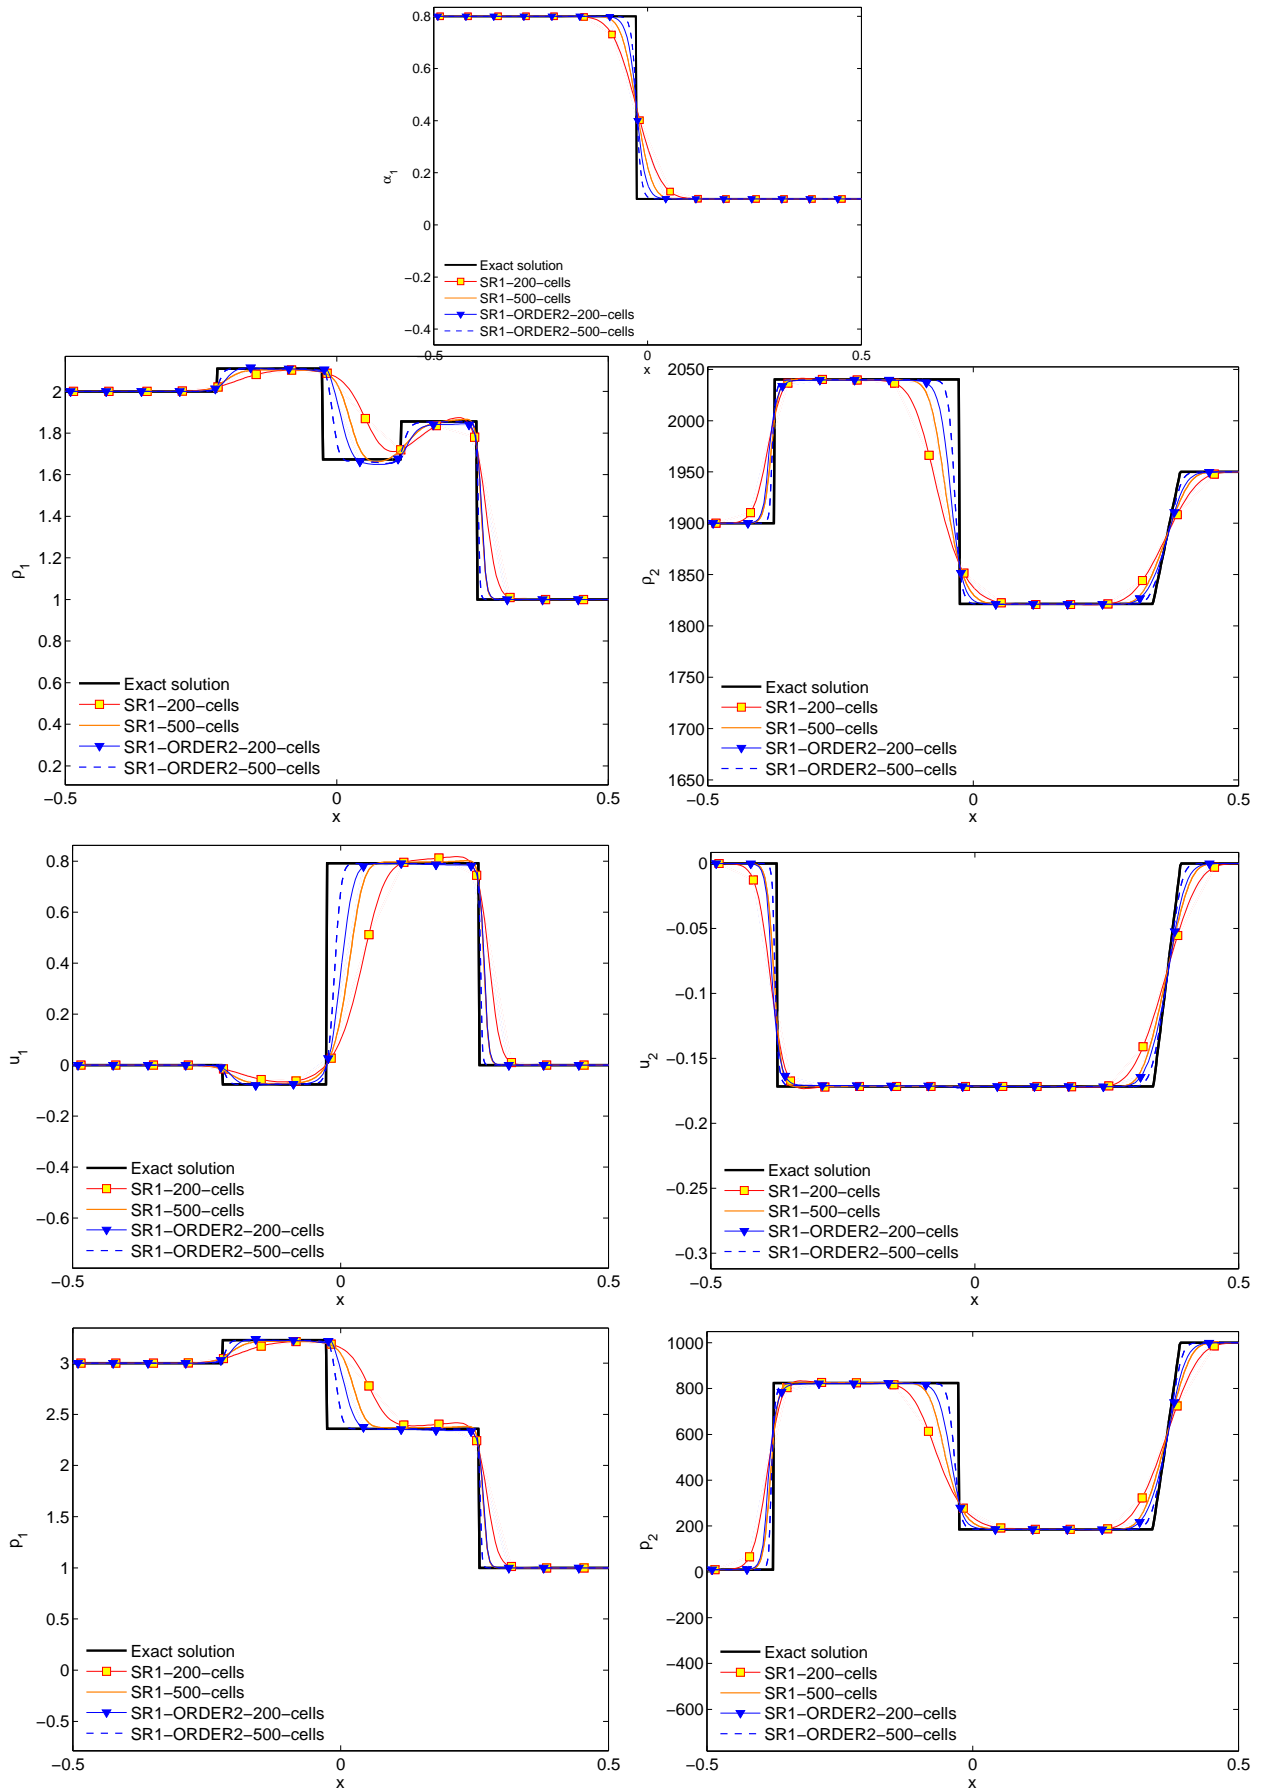 0.8
0.6
0.4
0.2
0
−0.2
−0.4
−0.5
0
0.5
x
α1
Exact solution
SR1−200−cells
SR1−500−cells
SR1−ORDER2−200−cells
SR1−ORDER2−500−cells
2
1.8
1.6
1.4
1.2
1
0.8
0.6
0.4
0.2
−0.5
0
0.5
x
ρ1
Exact solution
SR1−200−cells
SR1−500−cells
SR1−ORDER2−200−cells
SR1−ORDER2−500−cells
2050
2000
1950
1900
1850
1800
1750
1700
1650
−0.5
0
0.5
x
ρ2
Exact solution
SR1−200−cells
SR1−500−cells
SR1−ORDER2−200−cells
SR1−ORDER2−500−cells
0.8
0.6
0.4
0.2
0
−0.2
−0.4
−0.6
−0.5
0
0.5
x
u1
Exact solution
SR1−200−cells
SR1−500−cells
SR1−ORDER2−200−cells
SR1−ORDER2−500−cells
0
−0.05
−0.1
−0.15
−0.2
−0.25
−0.3
−0.5
0
0.5
x
u2
Exact solution
SR1−200−cells
SR1−500−cells
SR1−ORDER2−200−cells
SR1−ORDER2−500−cells
3
2.5
2
1.5
1
0.5
0
−0.5
−0.5
0
0.5
x
p1
Exact solution
SR1−200−cells
SR1−500−cells
SR1−ORDER2−200−cells
SR1−ORDER2−500−cells
1000
800
600
400
200
0
−200
−400
−600
−0.5
0
0.5
x
p2
Exact solution
SR1−200−cells
SR1−500−cells
SR1−ORDER2−200−cells
SR1−ORDER2−500−cells